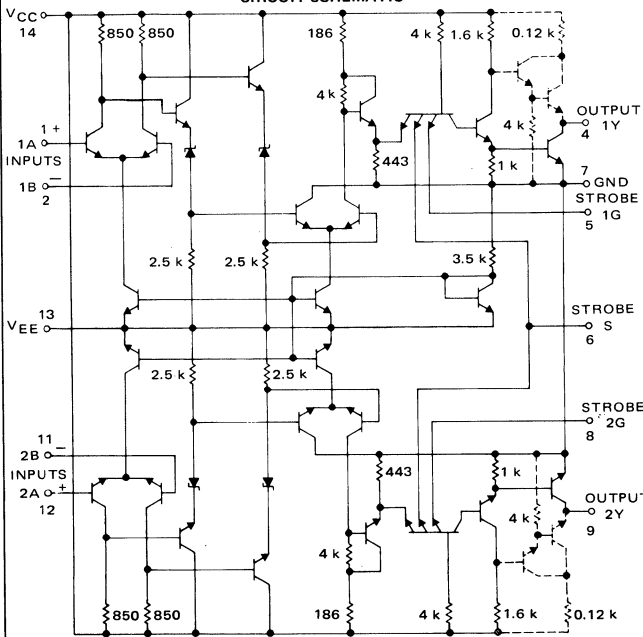 VCC
14
850
850
186
4 k
1.6 k
0.12 k
4 k
4 k
OUTPUT
1Y
4
1 +
1A
INPUTS
1B
−
2
443
1 k
7
GND
STROBE
1G
5
2.5 k
2.5 k
3.5 k
VEE
13
STROBE
S
6
2.5 k
2.5 k
STROBE
2G
8
11
2B −
INPUTS
2A +
12
443
1 k
4 k
4 k
OUTPU
2Y
9
850
850
186
4 k
1.6 k
0.12 k